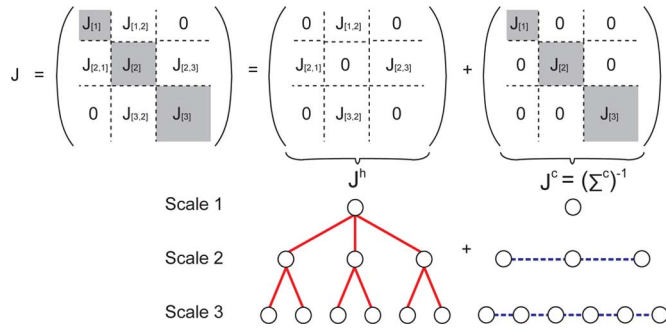 J = J[1] J[1,2] 0 = 0 J[1,2] 0 + J[1] 0 0
J[2,1] J[2] J[2,3] J[2,1] 0 J[2,3] 0 J[2] 0
0 J[3,2] J[3] 0 J[3,2] 0 0 0 J[3]
J^h J^c = (Σ^c)^-1
Scale 1
Scale 2 +
Scale 3